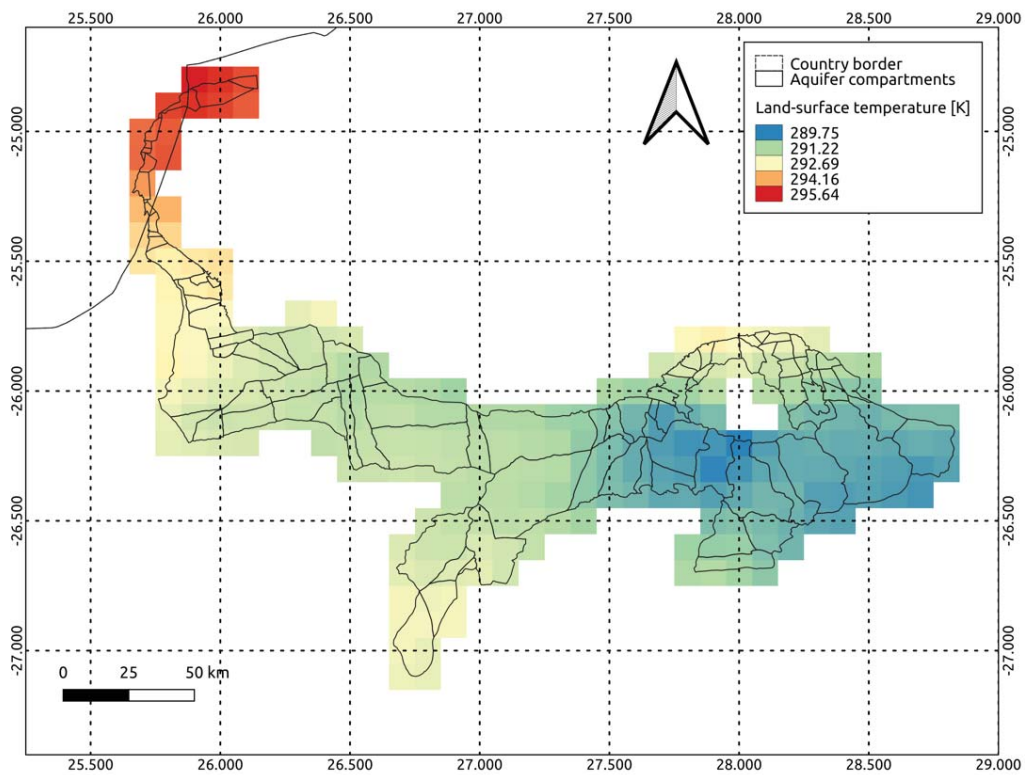 25.500 26.000 26.500 27.000 27.500 28.000 28.500 29.000
Country border
Aquifer compartments
Land-surface temperature [K]
289.75
291.22
292.69
294.16
295.64
-25.000 -25.000
-25.500 -25.500
-26.000 -26.000
-26.500 -26.500
-27.000 -27.000
0 25 50 km
25.500 26.000 26.500 27.000 27.500 28.000 28.500 29.000